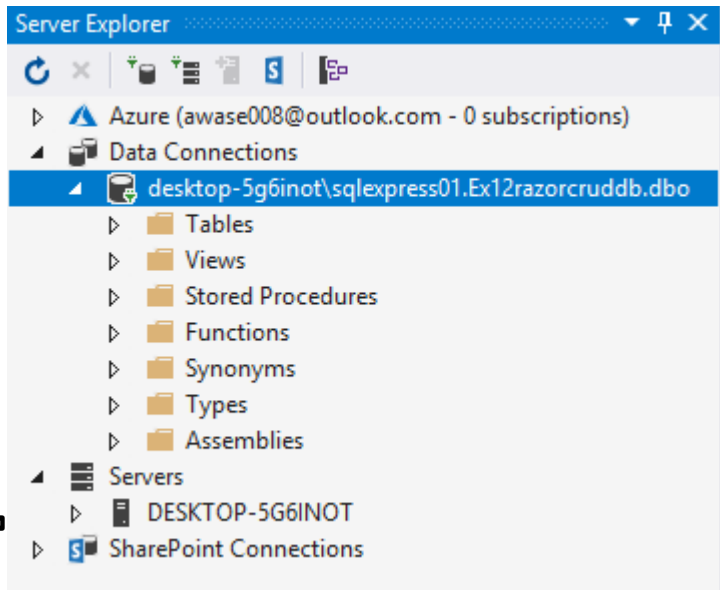 Server Explorer
Azure (awase008@outlook.com - 0 subscriptions)
Data Connections
desktop-5g6inot\sqlexpress01.Ex12razorcruddb.dbo
Tables
Views
Stored Procedures
Functions
Synonyms
Types
Assemblies
Servers
DESKTOP-5G6INOT
SharePoint Connections